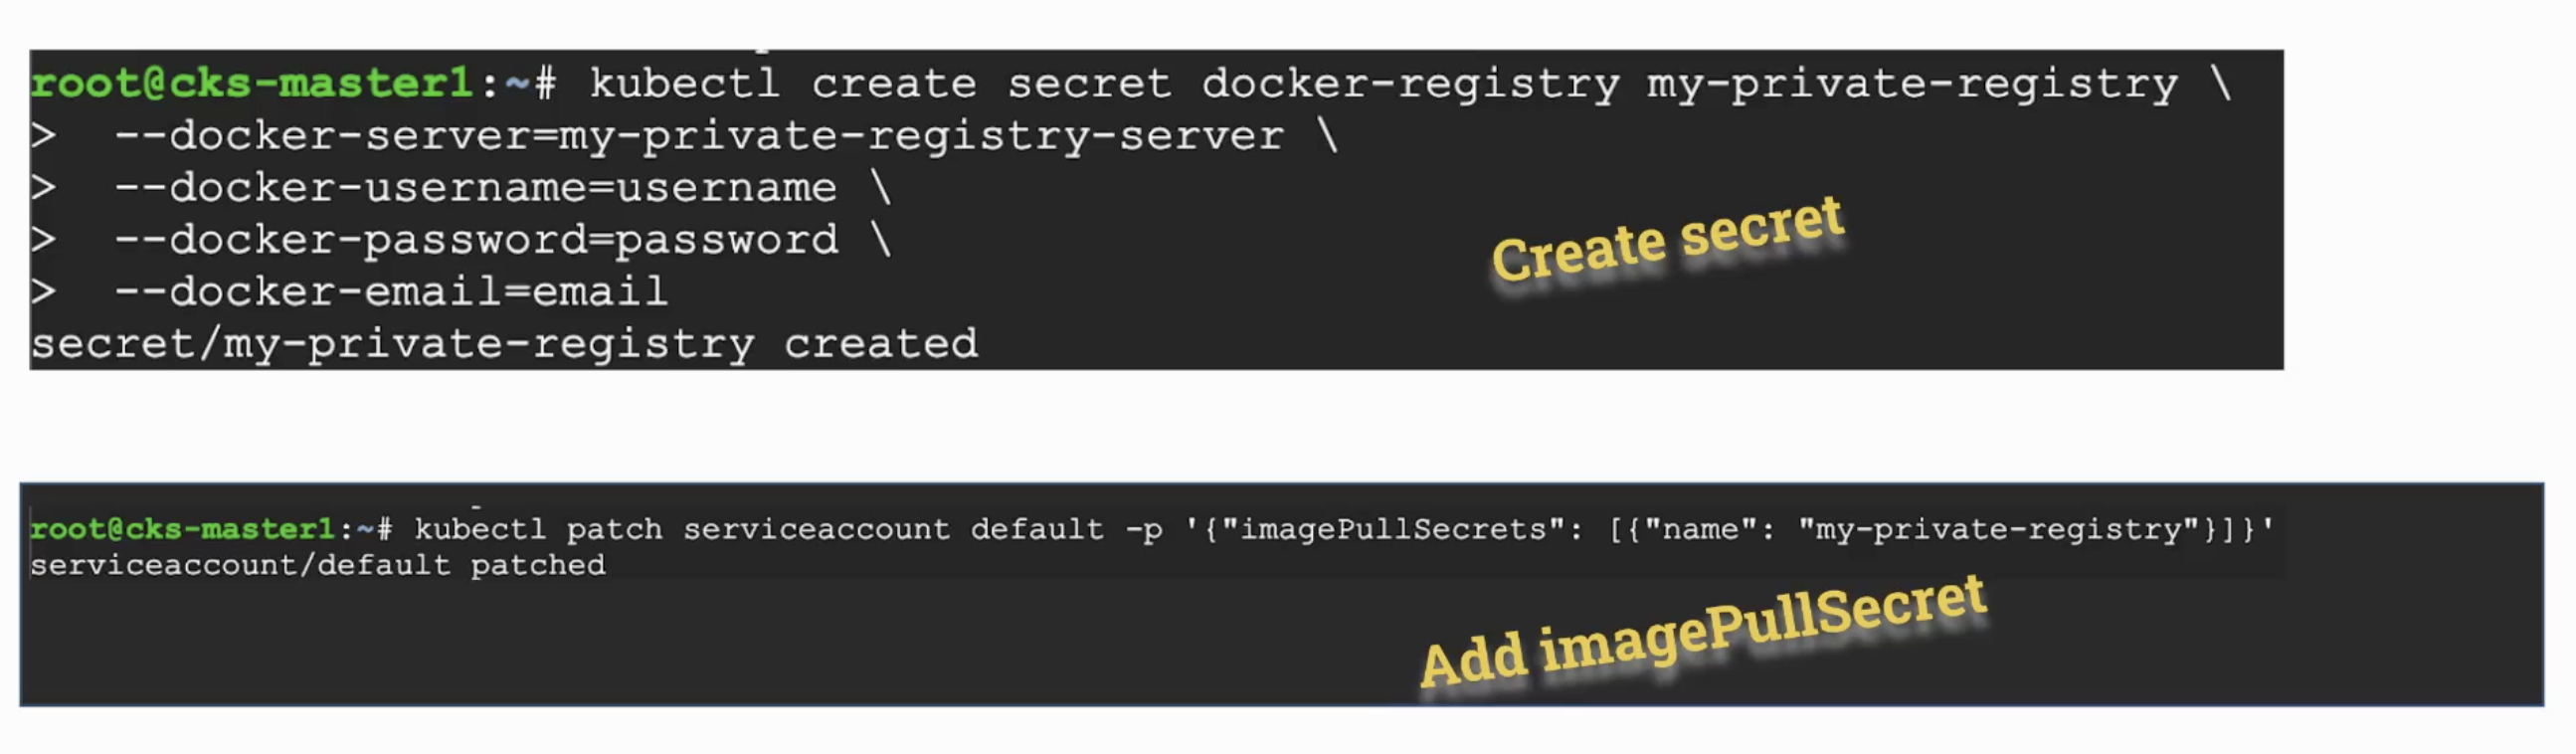 root@cks-master1:~# kubectl create secret docker-registry my-private-registry \
>  --docker-server=my-private-registry-server \
>  --docker-username=username \
>  --docker-password=password \
>  --docker-email=email
secret/my-private-registry created
Create secret
root@cks-master1:~# kubectl patch serviceaccount default -p '{"imagePullSecrets": [{"name": "my-private-registry"}]}'
serviceaccount/default patched
Add imagePullSecret